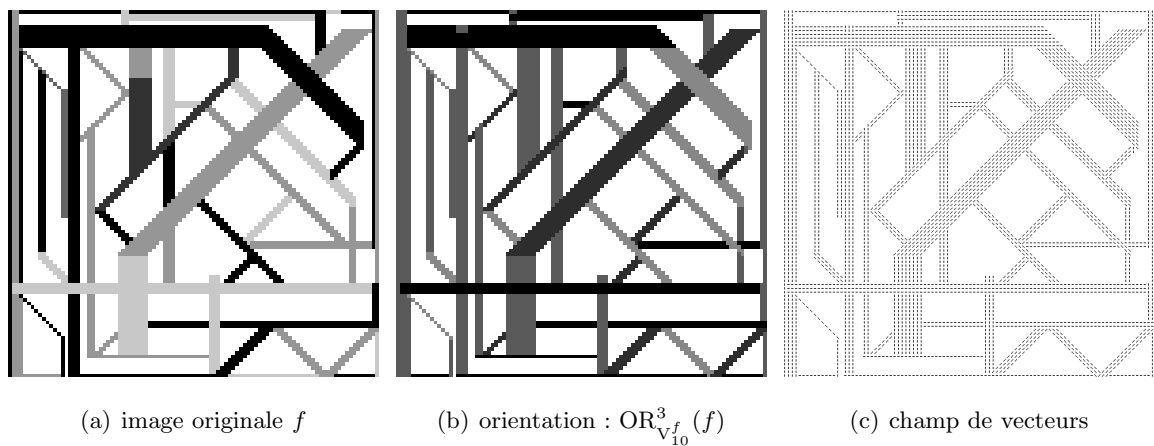 (a) image originale f
(b) orientation : OR³_{V^f_{10}}(f)
(c) champ de vecteurs